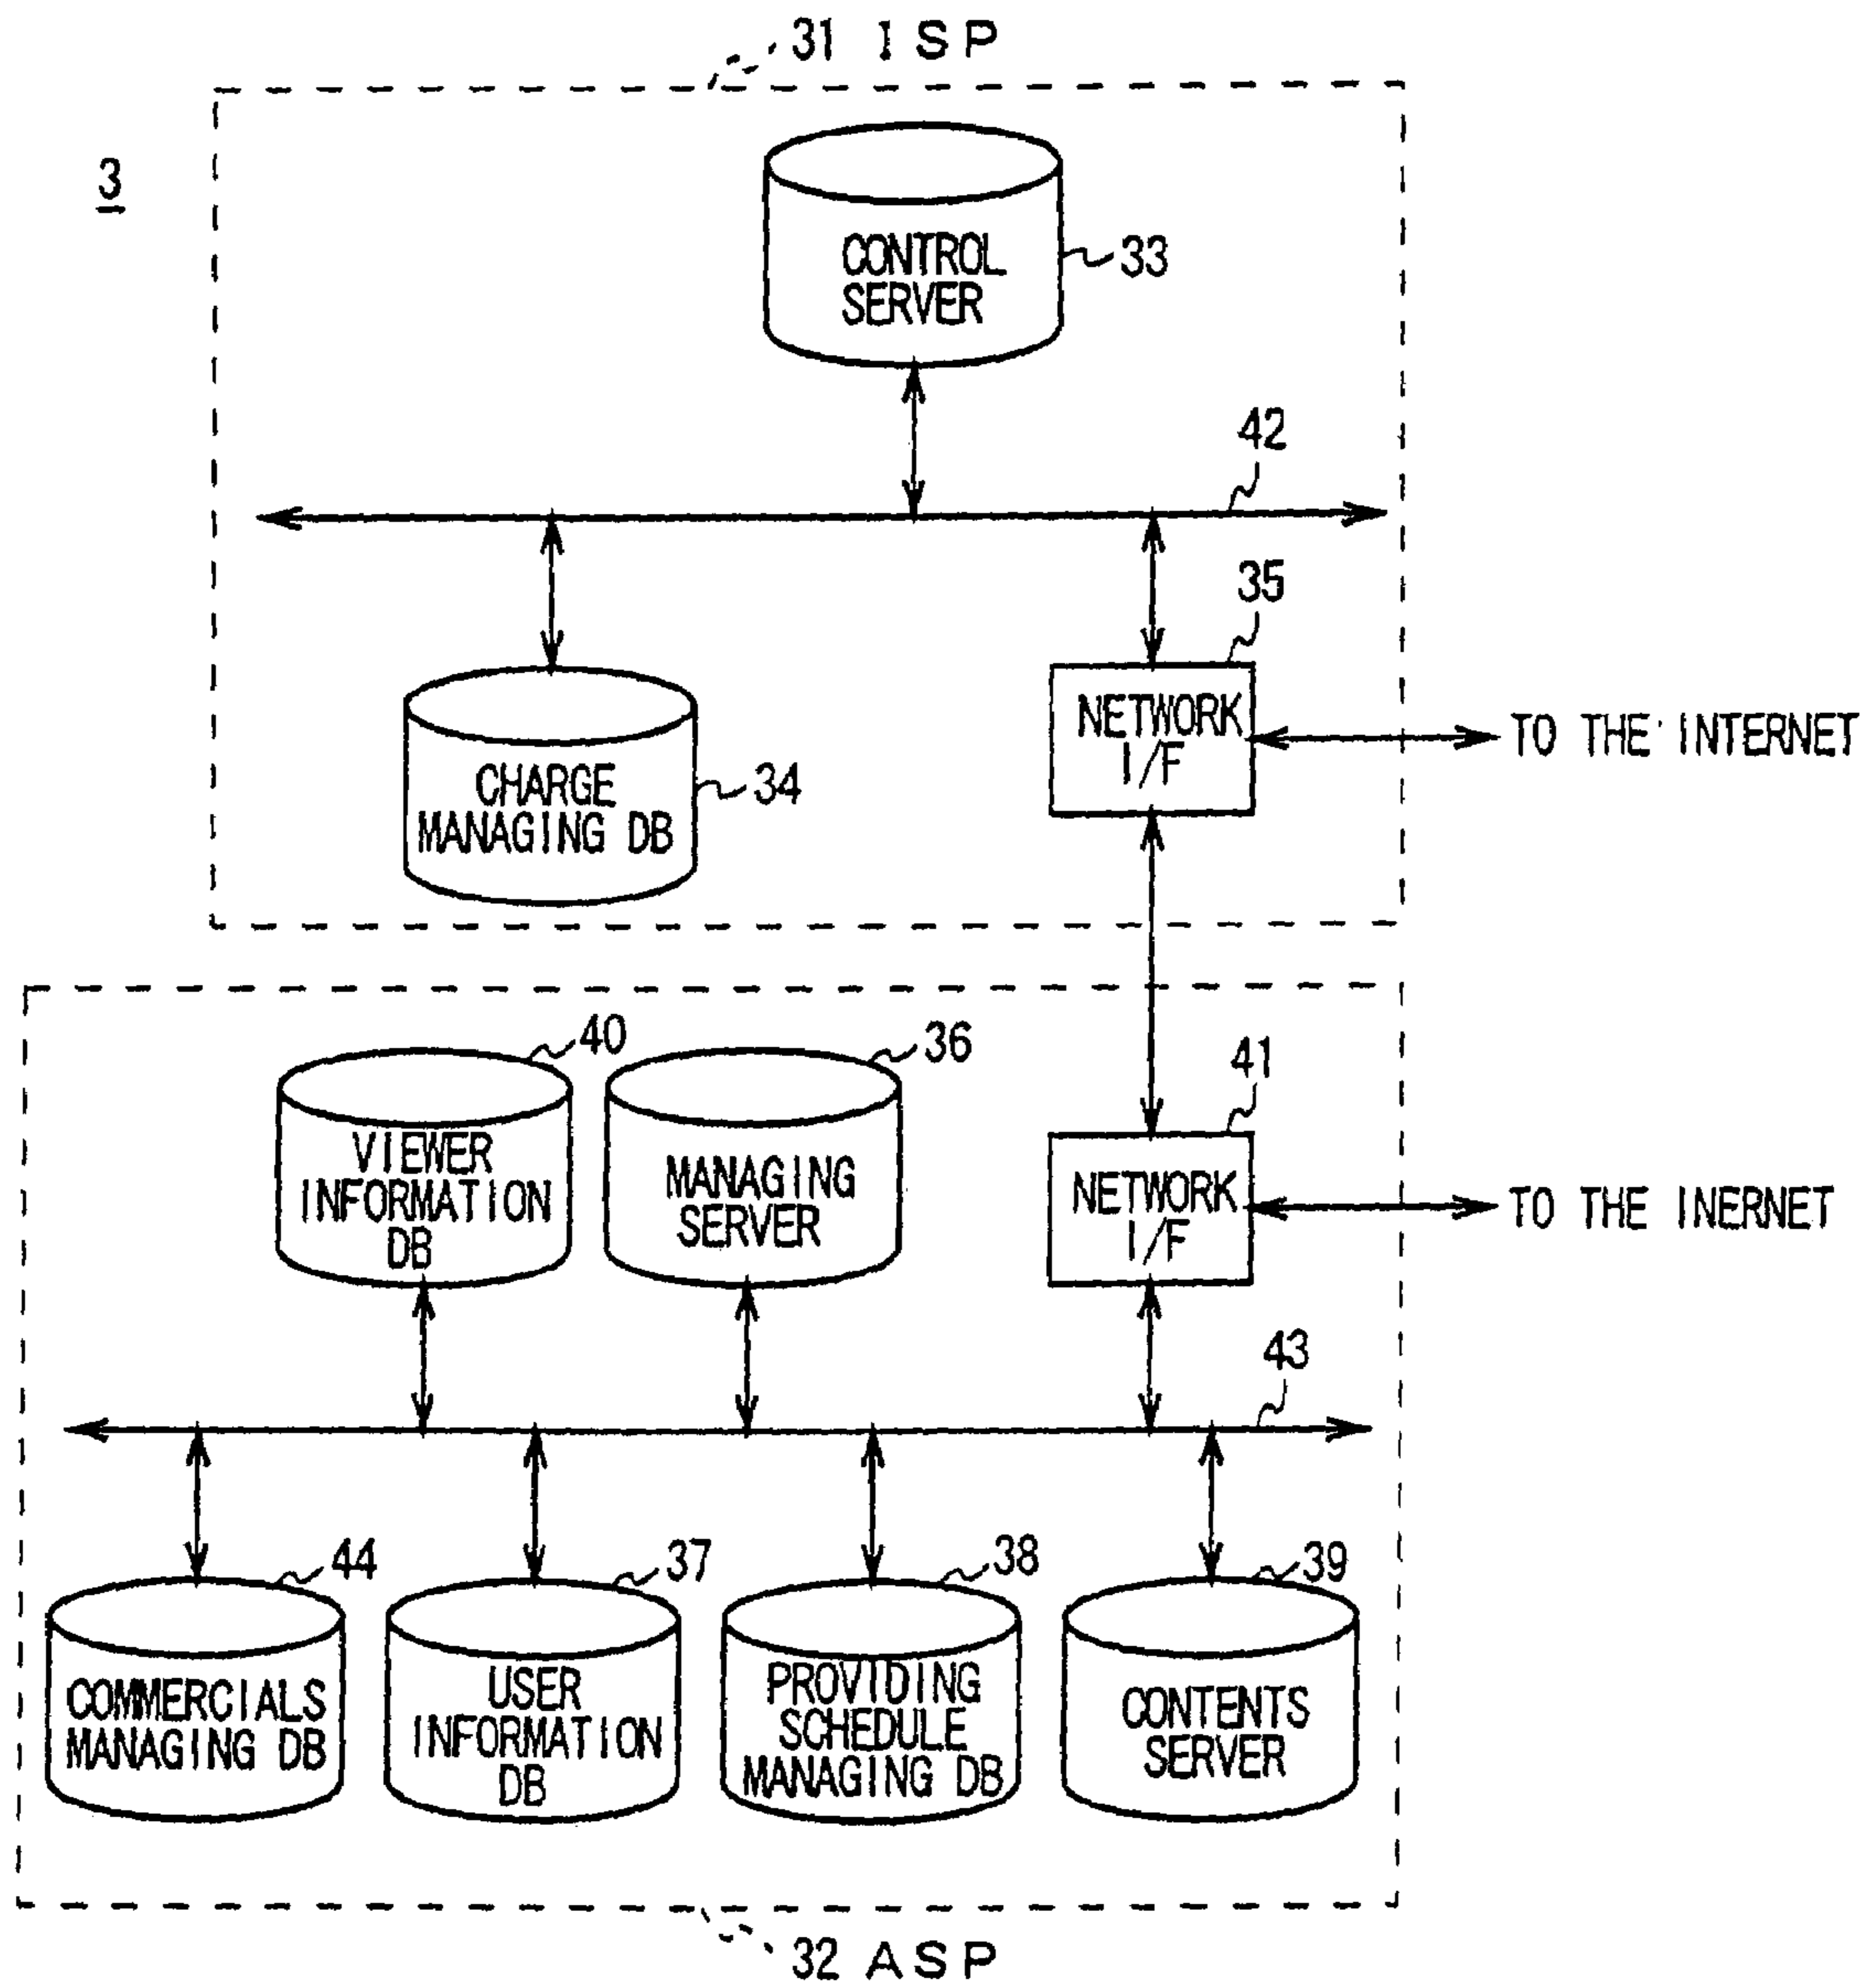 31 ISP
3
CONTROL
SERVER
33
42
35
NETWORK
I/F
TO THE INTERNET
CHARGE
MANAGING DB
34
40
36
41
VIEWER
INFORMATION
DB
MANAGING
SERVER
NETWORK
I/F
TO THE INERNET
43
44
37
38
39
COMMERCIALS
MANAGING DB
USER
INFORMATION
DB
PROVIDING
SCHEDULE
MANAGING DB
CONTENTS
SERVER
32 ASP